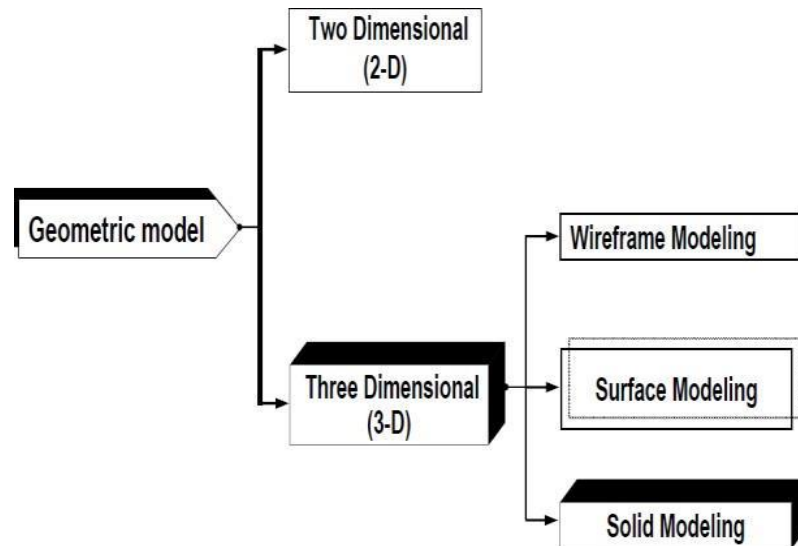 Two Dimensional
(2-D)
Geometric model
Wireframe Modeling
Surface Modeling
Three Dimensional
(3-D)
Solid Modeling